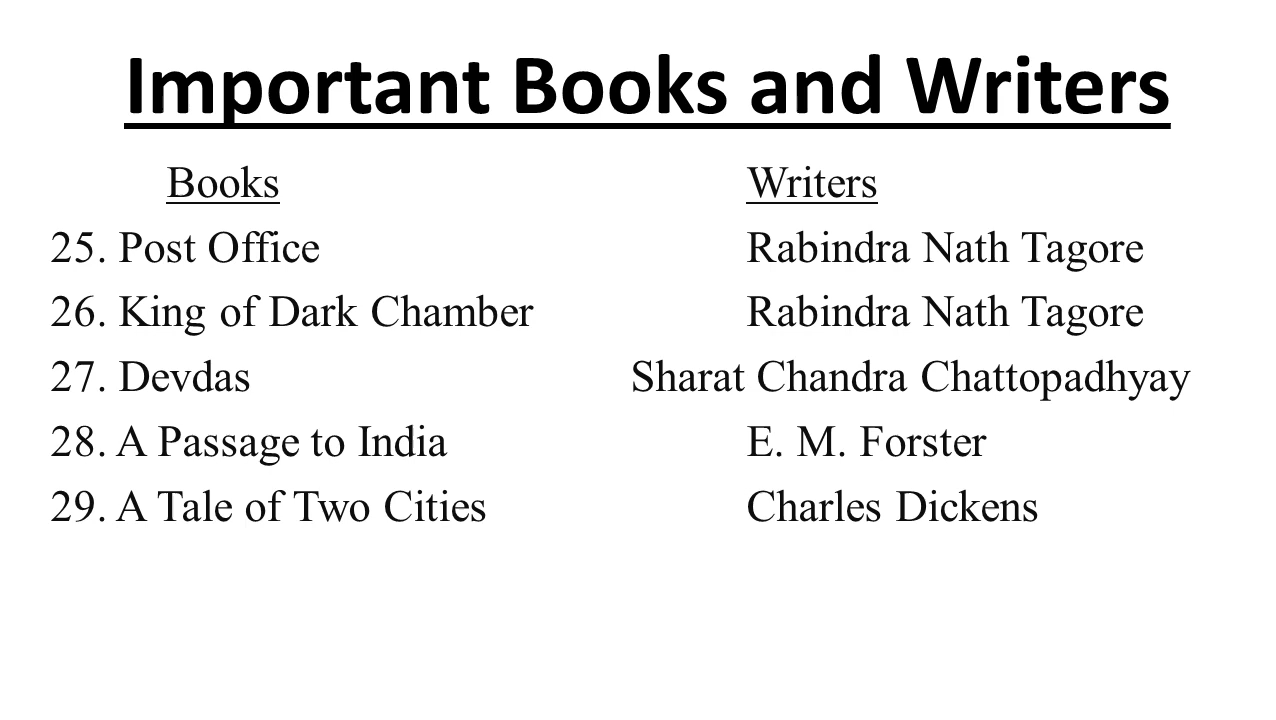 Important Books and Writers
Books Writers
25. Post Office Rabindra Nath Tagore
26. King of Dark Chamber Rabindra Nath Tagore
27. Devdas Sharat Chandra Chattopadhyay
28. A Passage to India E. M. Forster
29. A Tale of Two Cities Charles Dickens